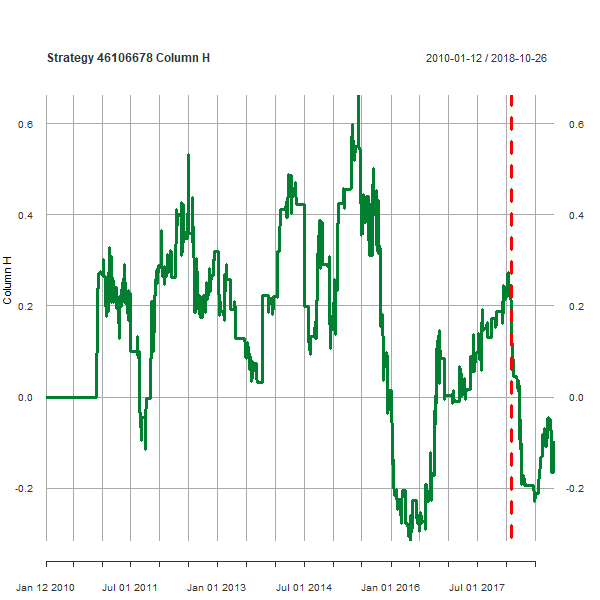 Strategy 46106678 Column H
2010-01-12 / 2018-10-26
Column H
0.6
0.4
0.2
0.0
-0.2
0.6
0.4
0.2
0.0
-0.2
Jan 12 2010
Jul 01 2011
Jan 01 2013
Jul 01 2014
Jan 01 2016
Jul 01 2017